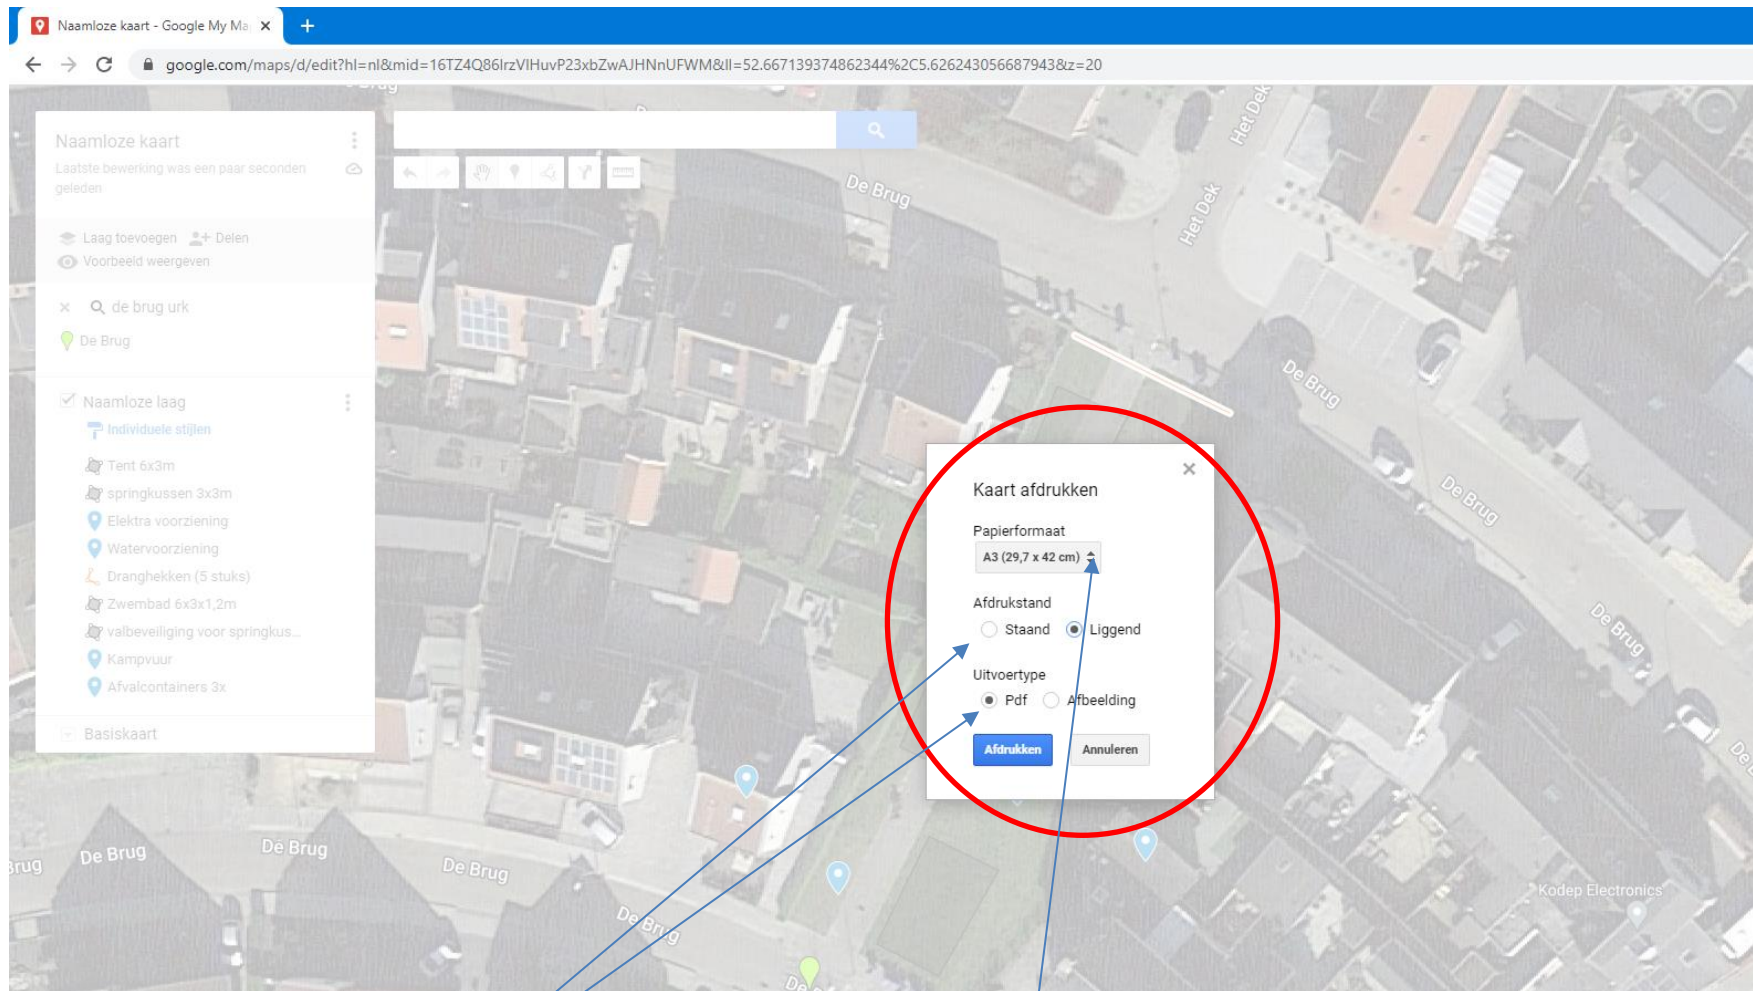 Naamloze kaart - Google My Ma
google.com/maps/d/edit?hl=nl&mid=16TZ4Q86IrzVIHuvP23xbZwAJHNnUFWM&ll=52.667139374862344%2C5.626243056687943&z=20
Naamloze kaart
Laatste bewerking was een paar seconden
geleden
Laag toevoegen Delen
Voorbeeld weergeven
de brug urk
De Brug
Naamloze laag
Individuele stijlen
Tent 6x3m
springkussen 3x3m
Elektra voorziening
Watervoorziening
Dranghekken (5 stuks)
Zwembad 6x3x1,2m
valbeveiliging voor springkus...
Kampvuur
Afvalcontainers 3x
Basiskaart
Het Dek
De Brug
Het Dek
De Brug
De Brug
De Brug
Kaart afdrukken
Papierformaat
A3 (29,7 x 42 cm)
Afdrukstand
Staand Liggend
Uitvoertype
Pdf Afbeelding
Afdrukken Annuleren
De Brug
De Brug
De Brug
De Brug
Kodep Electronics